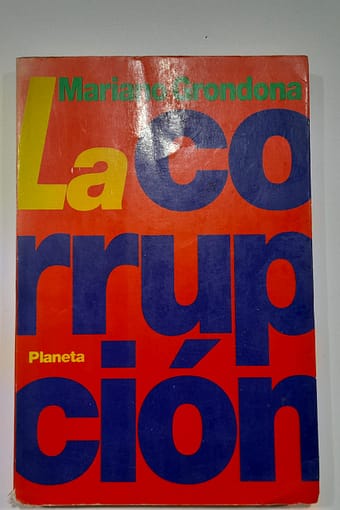 Mariano Grondona
La co
rrup
Planeta
ción